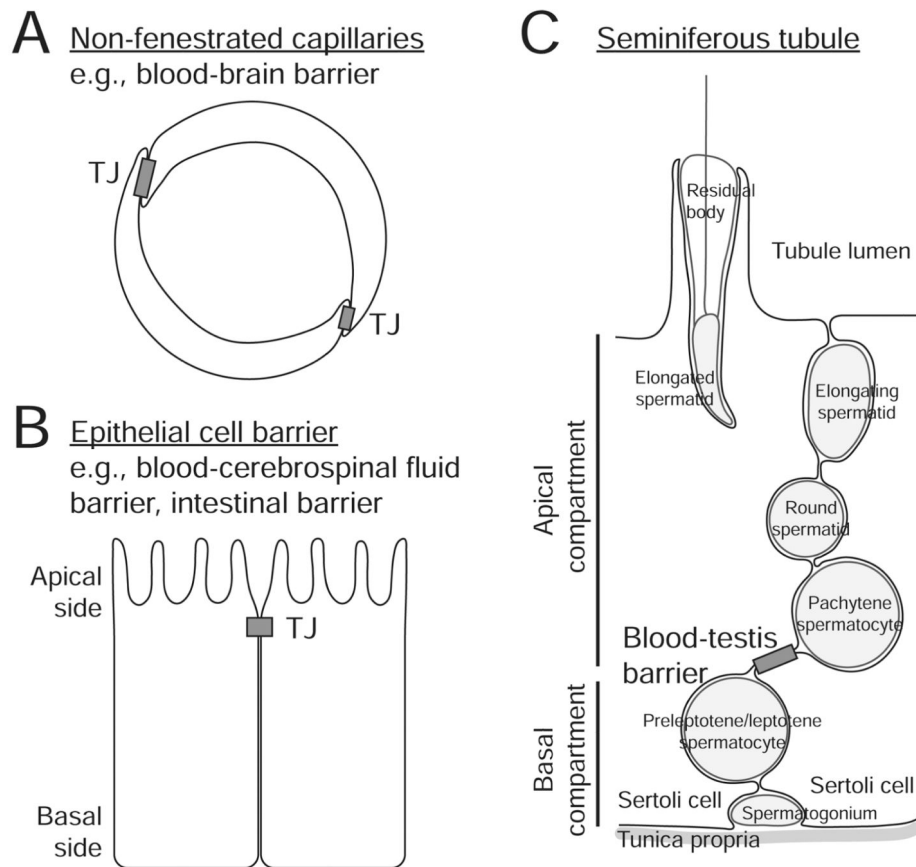 A Non-fenestrated capillaries
e.g., blood-brain barrier
TJ
TJ
B Epithelial cell barrier
e.g., blood-cerebrospinal fluid
barrier, intestinal barrier
Apical
side
TJ
Basal
side
C Seminiferous tubule
Residual
body
Tubule lumen
Elongated
spermatid
Elongating
spermatid
Round
spermatid
Pachytene
spermatocyte
Apical
compartment
Blood-testis
barrier
Preleptotene/leptotene
spermatocyte
Basal
compartment
Sertoli cell
Sertoli cell
Spermatogonium
Tunica propria